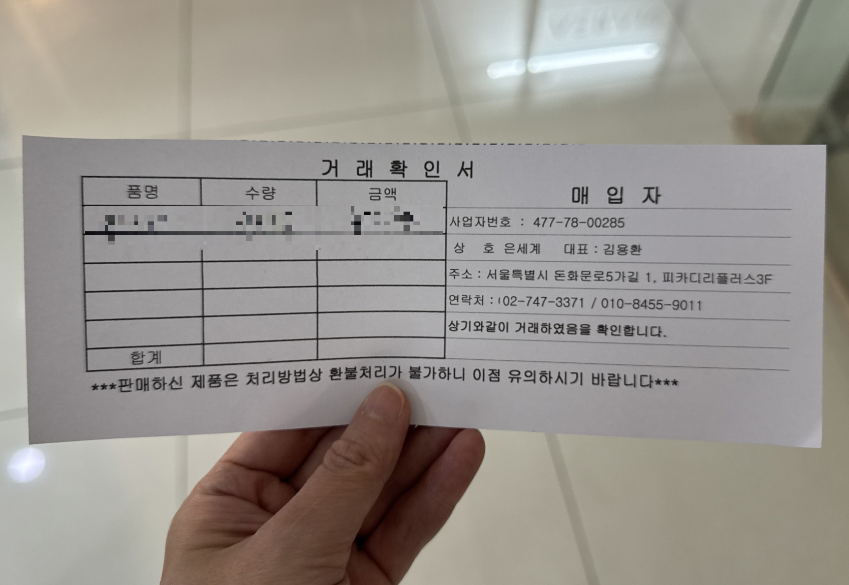 거래확인서
품명 수량 금액
합계
매입자
사업자번호 : 477-78-00285
상 호 은세계 대표 : 김용환
주소 : 서울특별시 돈화문로5가길 1, 피카디리플러스3F
연락처 : 02-747-3371 / 010-8455-9011
상기와같이 거래하였음을 확인합니다.
***판매하신 제품은 처리방법상 환불처리가 불가하니 이점 유의하시기 바랍니다***